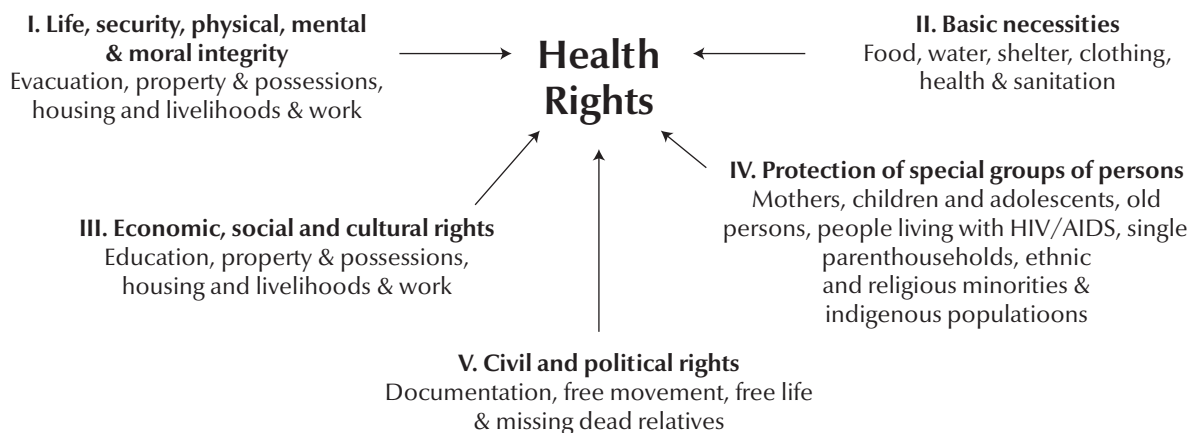 I. Life, security, physical, mental
& moral integrity
Evacuation, property & possessions,
housing and livelihoods & work
Health
Rights
II. Basic necessities
Food, water, shelter, clothing,
health & sanitation
III. Economic, social and cultural rights
Education, property & possessions,
housing and livelihoods & work
IV. Protection of special groups of persons
Mothers, children and adolescents, old
persons, people living with HIV/AIDS, single
parenthouseholds, ethnic
and religious minorities &
indigenous populatioons
V. Civil and political rights
Documentation, free movement, free life
& missing dead relatives